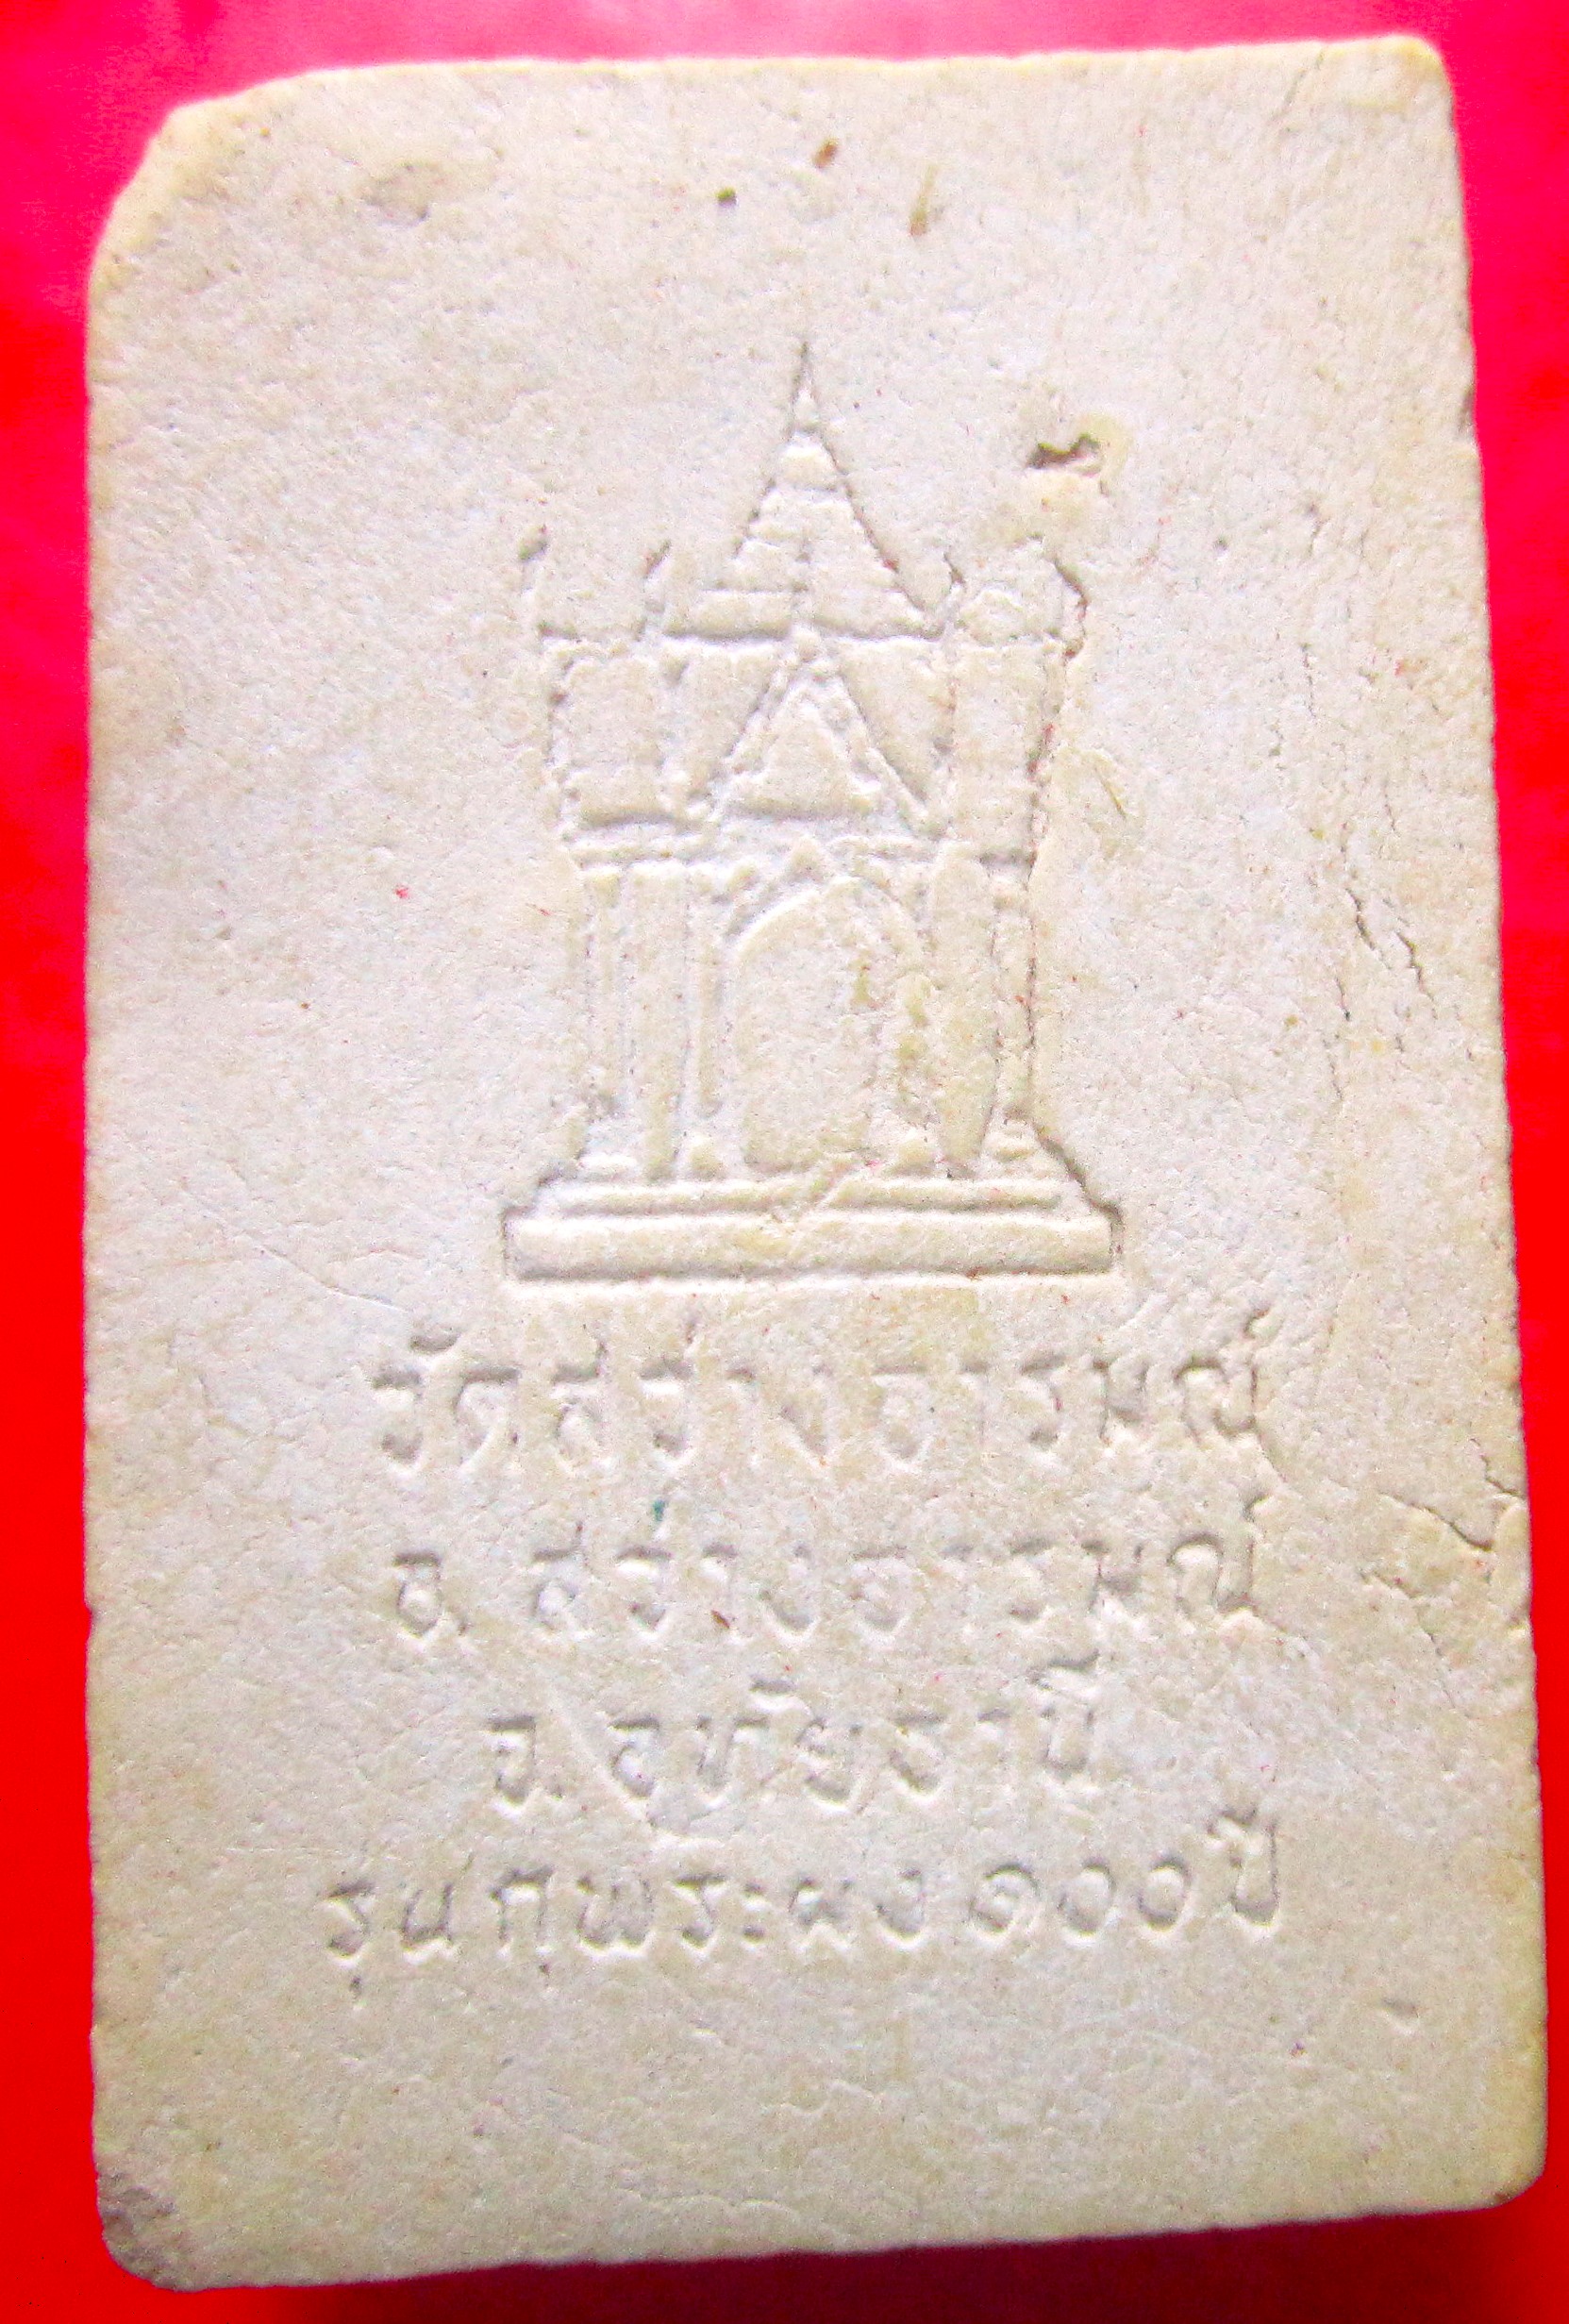 วัดสว่างอารมณ์
อ. สว่างอารมณ์
จ. อุทัยธานี
รุ่นกุพระผง๑๐๐ปี